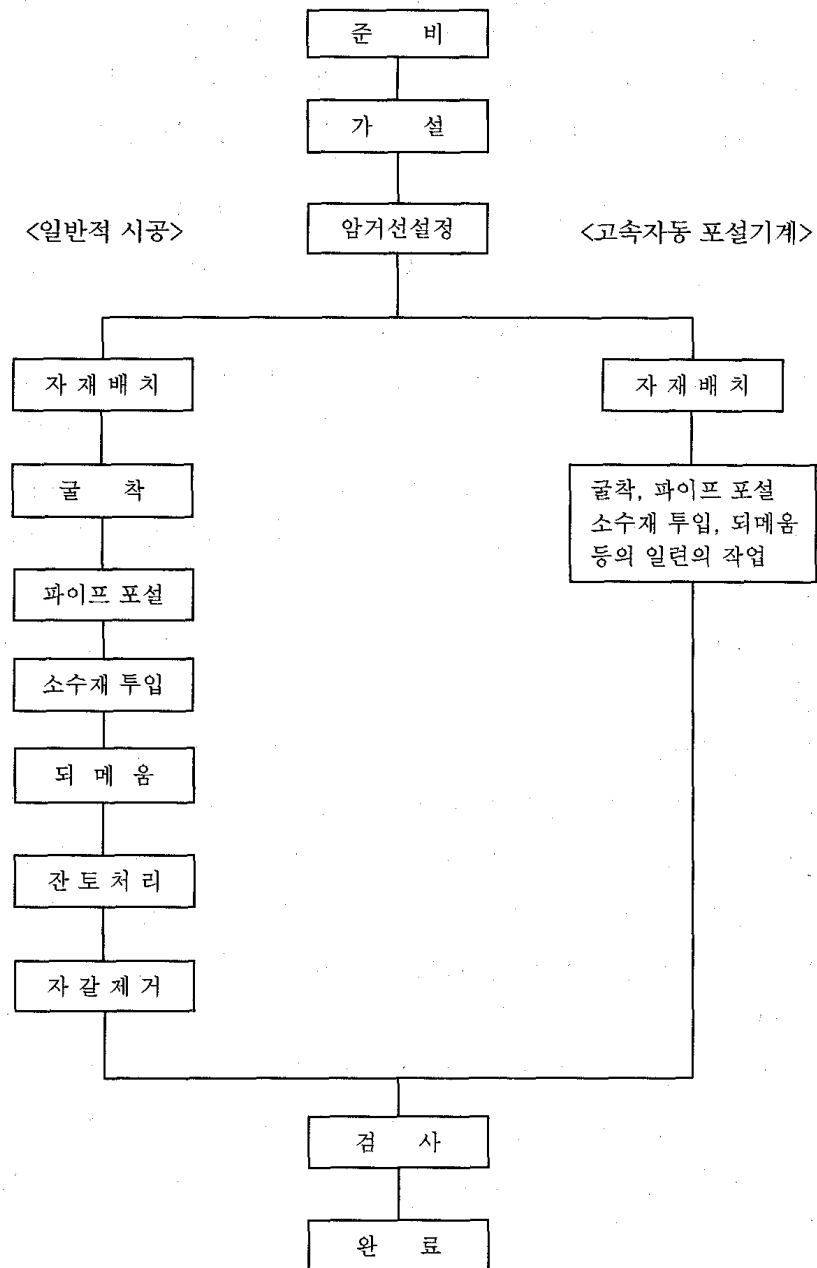 준 비
가 설
<일반적 시공>
암거선설정
<고속자동 포설기계>
자 재 배 치
굴 착
파이프 포설
소수재 투입
되 메 움
잔 토 처 리
자 갈 제 거
자 재 배 치
굴착, 파이프 포설
소수재 투입, 되메움
등의 일련의 작업
검 사
완 료